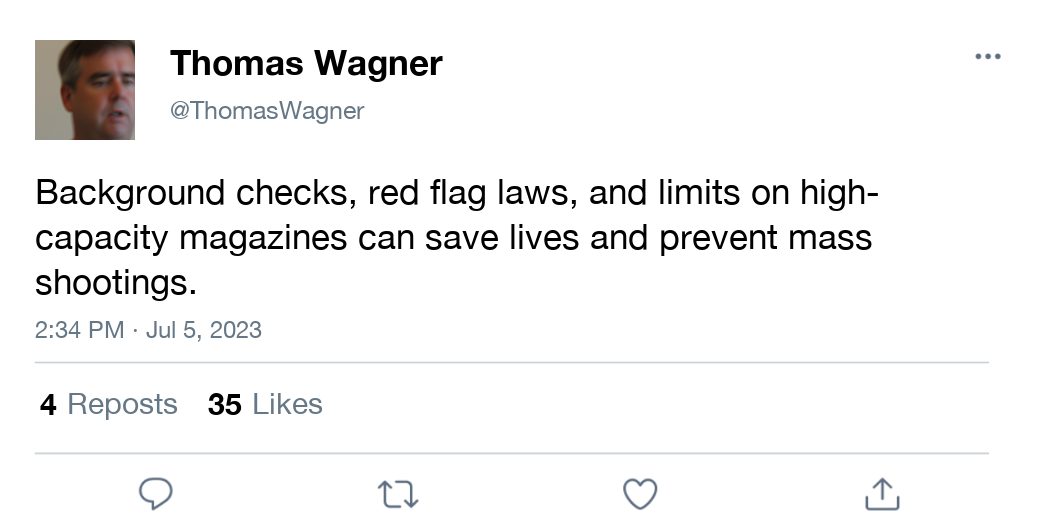 Thomas Wagner
@ThomasWagner
Background checks, red flag laws, and limits on high-
capacity magazines can save lives and prevent mass
shootings.
2:34 PM · Jul 5, 2023
4 Reposts 35 Likes